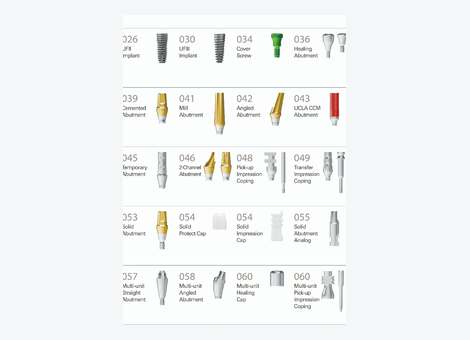 026 030 034 036
UFII UFIII Cover Healing
Implant Implant Screw Abutment
039 041 042 043
Cemented Mill Angled UCLA CCM
Abutment Abutment Abutment Abutment
045 046 048 049
Temporary 2-Channel Pick-up Transfer
Abutment Abutment Impression Impression
Coping Coping
053 054 054 055
Solid Solid Solid Solid
Abutment Protect Cap Impression Abutment
Cap Analog
057 058 060 060
Multi-unit Multi-unit Multi-unit Multi-unit
Straight Angled Healing Pick-up
Abutment Abutment Cap Impression
Coping